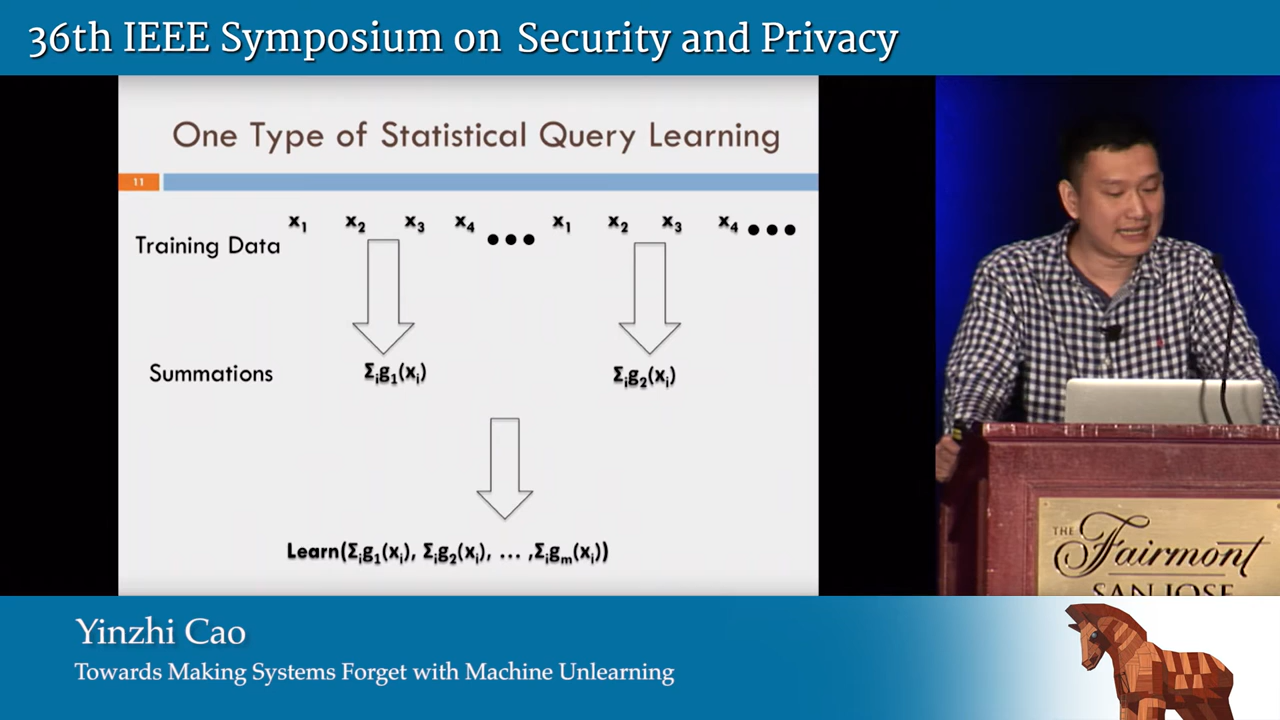 36th IEEE Symposium on Security and Privacy
One Type of Statistical Query Learning
11
x₁ x₂ x₃ x₄ ••• x₁ x₂ x₃ x₄ •••
Training Data
Summations Σᵢg₁(xᵢ) Σᵢg₂(xᵢ)
Learn(Σᵢg₁(xᵢ), Σᵢg₂(xᵢ), … ,Σᵢgₘ(xᵢ))
THE
Fairmont
SAN JOSE
Yinzhi Cao
Towards Making Systems Forget with Machine Unlearning